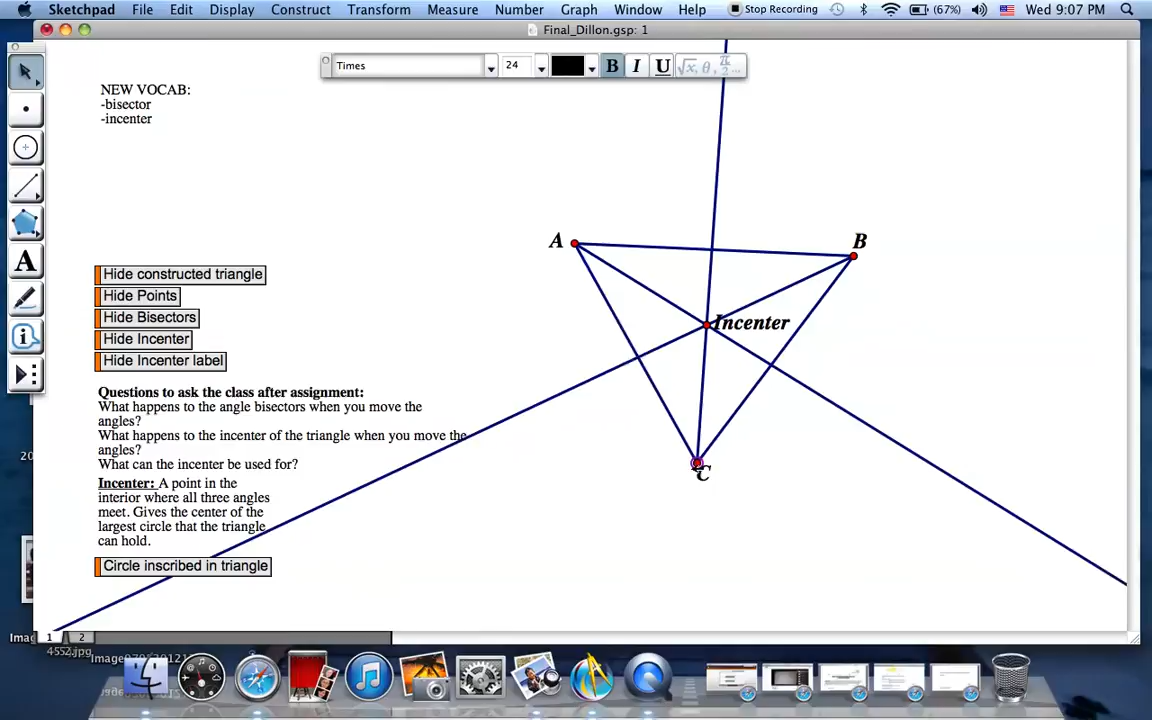 Sketchpad File Edit Display Construct Transform Measure Number Graph Window Help Stop Recording (67%) Wed 9:07 PM
Final_Dillon.gsp: 1
Times 24 B I U
NEW VOCAB:
-bisector
-incenter
A
B
Incenter
C
Hide constructed triangle
Hide Points
Hide Bisectors
Hide Incenter
Hide Incenter label
Questions to ask the class after assignment:
What happens to the angle bisectors when you move the
angles?
What happens to the incenter of the triangle when you move the
angles?
What can the incenter be used for?
Incenter: A point in the
interior where all three angles
meet. Gives the center of the
largest circle that the triangle
can hold.
Circle inscribed in triangle
A
1 2